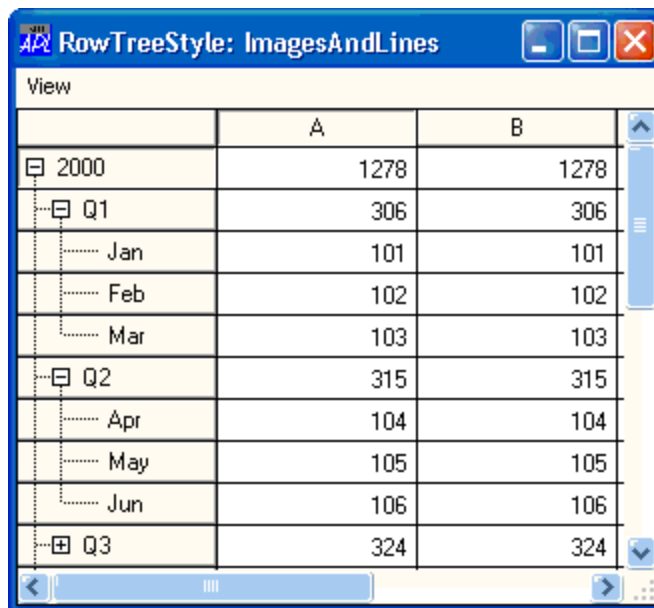 APL RowTreeStyle: ImagesAndLines
View
A B
2000 1278 1278
Q1 306 306
Jan 101 101
Feb 102 102
Mar 103 103
Q2 315 315
Apr 104 104
May 105 105
Jun 106 106
Q3 324 324